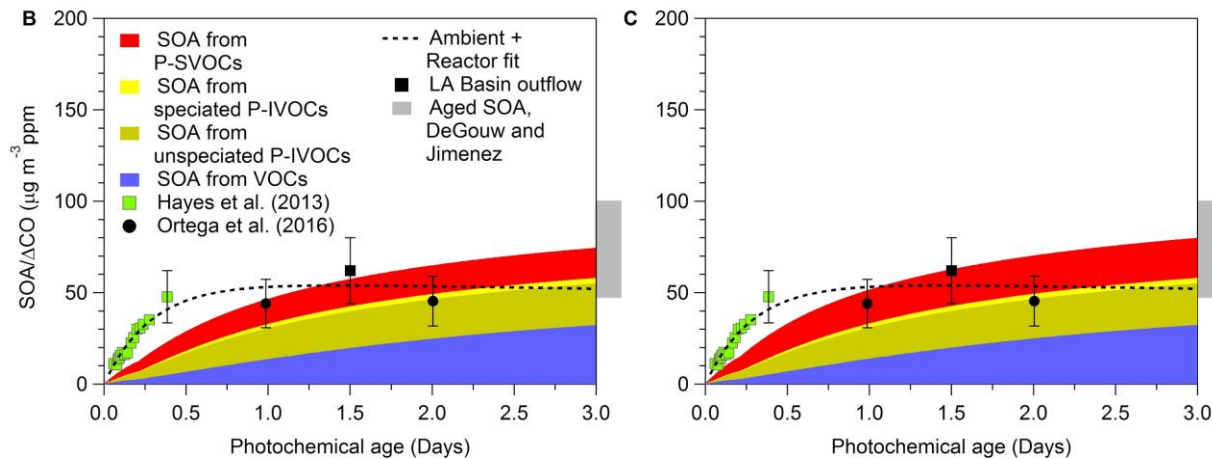 B
SOA/ΔCO (μg m⁻³ ppm)
200
150
100
50
0
SOA from
P-SVOCs
SOA from
speciated P-IVOCs
SOA from
unspeciated P-IVOCs
SOA from VOCs
Hayes et al. (2013)
Ortega et al. (2016)
Ambient +
Reactor fit
LA Basin outflow
Aged SOA,
DeGouw and
Jimenez
0.0 0.5 1.0 1.5 2.0 2.5 3.0
Photochemical age (Days)
C
200
150
100
50
0
0.0 0.5 1.0 1.5 2.0 2.5 3.0
Photochemical age (Days)